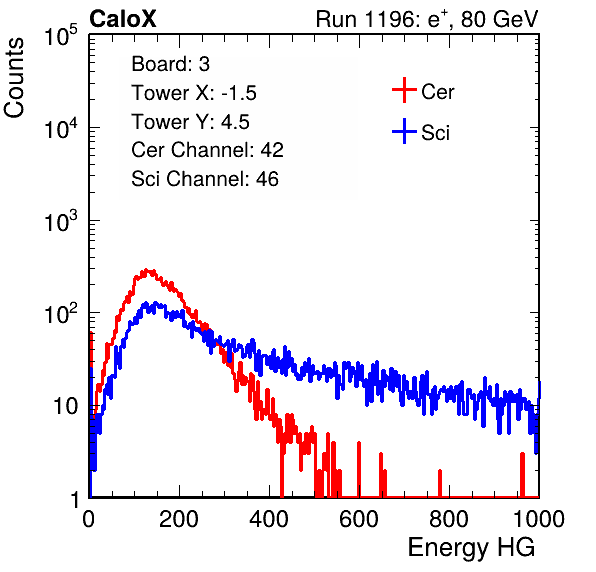 CaloX Run 1196: e⁺, 80 GeV
Counts
Board: 3
Tower X: -1.5
Tower Y: 4.5
Cer Channel: 42
Sci Channel: 46
Cer
Sci
10⁵
10⁴
10³
10²
10
1
0 200 400 600 800 1000
Energy HG